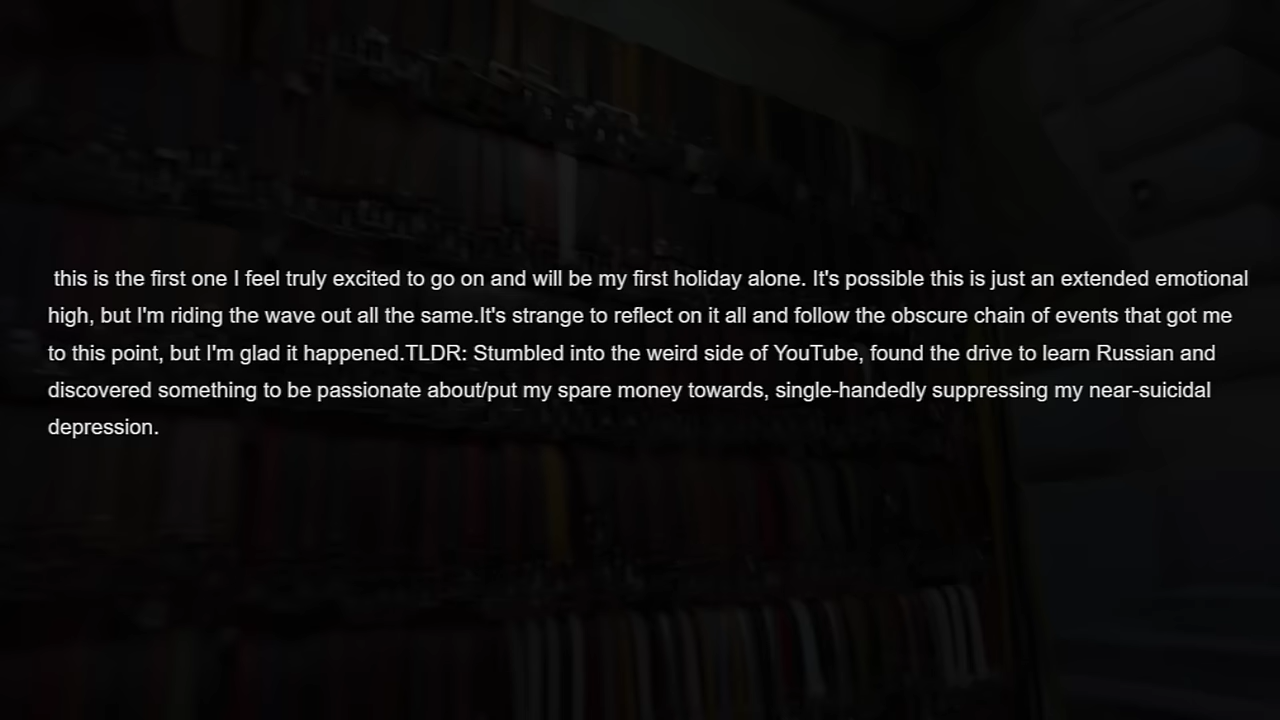 this is the first one I feel truly excited to go on and will be my first holiday alone. It's possible this is just an extended emotional
high, but I'm riding the wave out all the same.It's strange to reflect on it all and follow the obscure chain of events that got me
to this point, but I'm glad it happened.TLDR: Stumbled into the weird side of YouTube, found the drive to learn Russian and
discovered something to be passionate about/put my spare money towards, single-handedly suppressing my near-suicidal
depression.